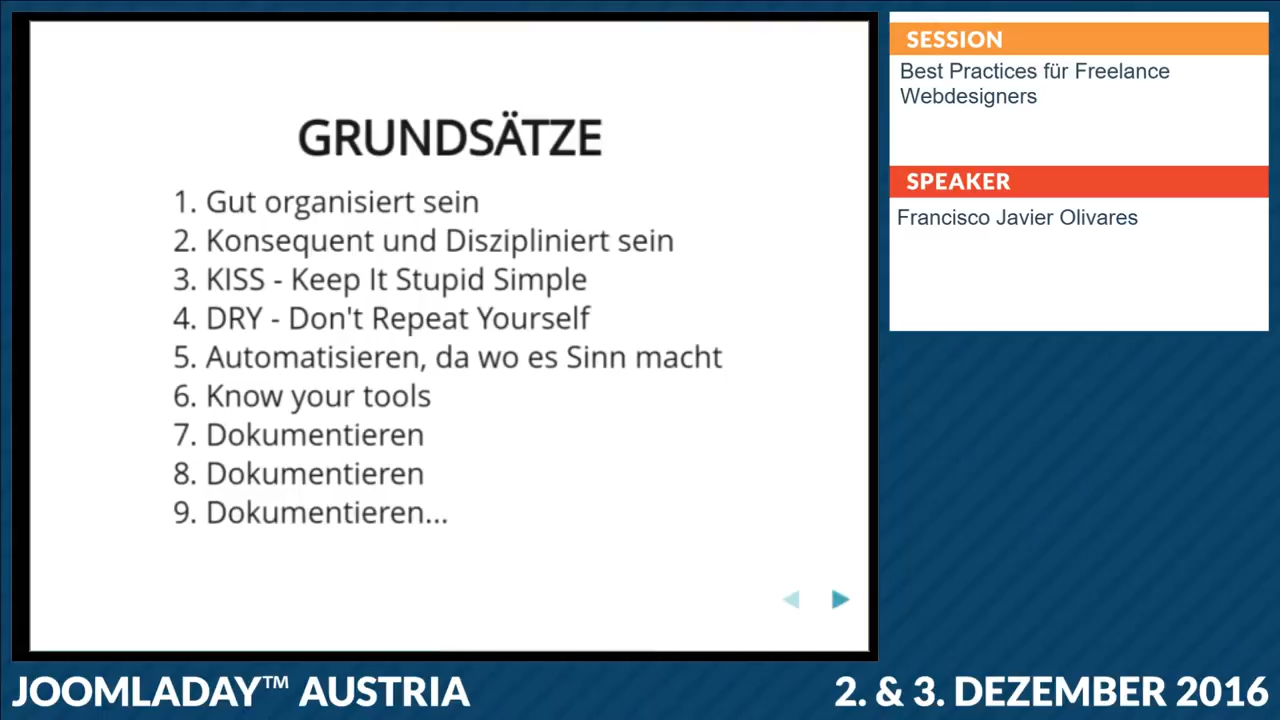 GRUNDSÄTZE
1. Gut organisiert sein
2. Konsequent und Diszipliniert sein
3. KISS - Keep It Stupid Simple
4. DRY - Don't Repeat Yourself
5. Automatisieren, da wo es Sinn macht
6. Know your tools
7. Dokumentieren
8. Dokumentieren
9. Dokumentieren...
SESSION
Best Practices für Freelance
Webdesigners
SPEAKER
Francisco Javier Olivares
JOOMLADAY™ AUSTRIA
2. & 3. DEZEMBER 2016